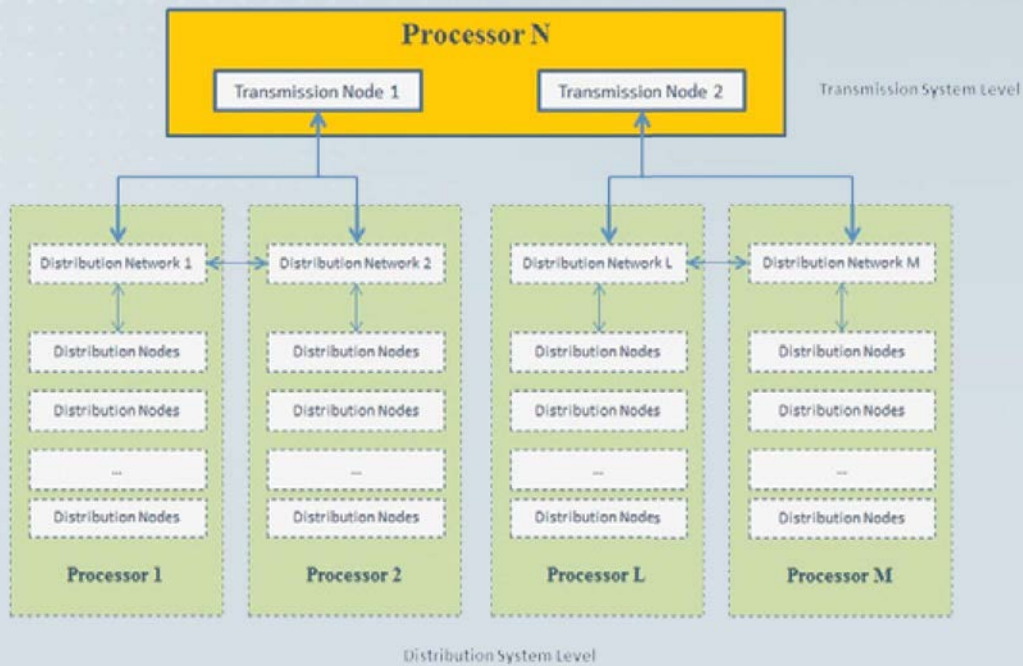 Processor N
Transmission Node 1
Transmission Node 2
Transmission System Level
Distribution Network 1
Distribution Network 2
Distribution Network L
Distribution Network M
Distribution Nodes
Distribution Nodes
Distribution Nodes
Distribution Nodes
Distribution Nodes
Distribution Nodes
Distribution Nodes
Distribution Nodes
...
...
...
...
Distribution Nodes
Distribution Nodes
Distribution Nodes
Distribution Nodes
Processor 1
Processor 2
Processor L
Processor M
Distribution System Level